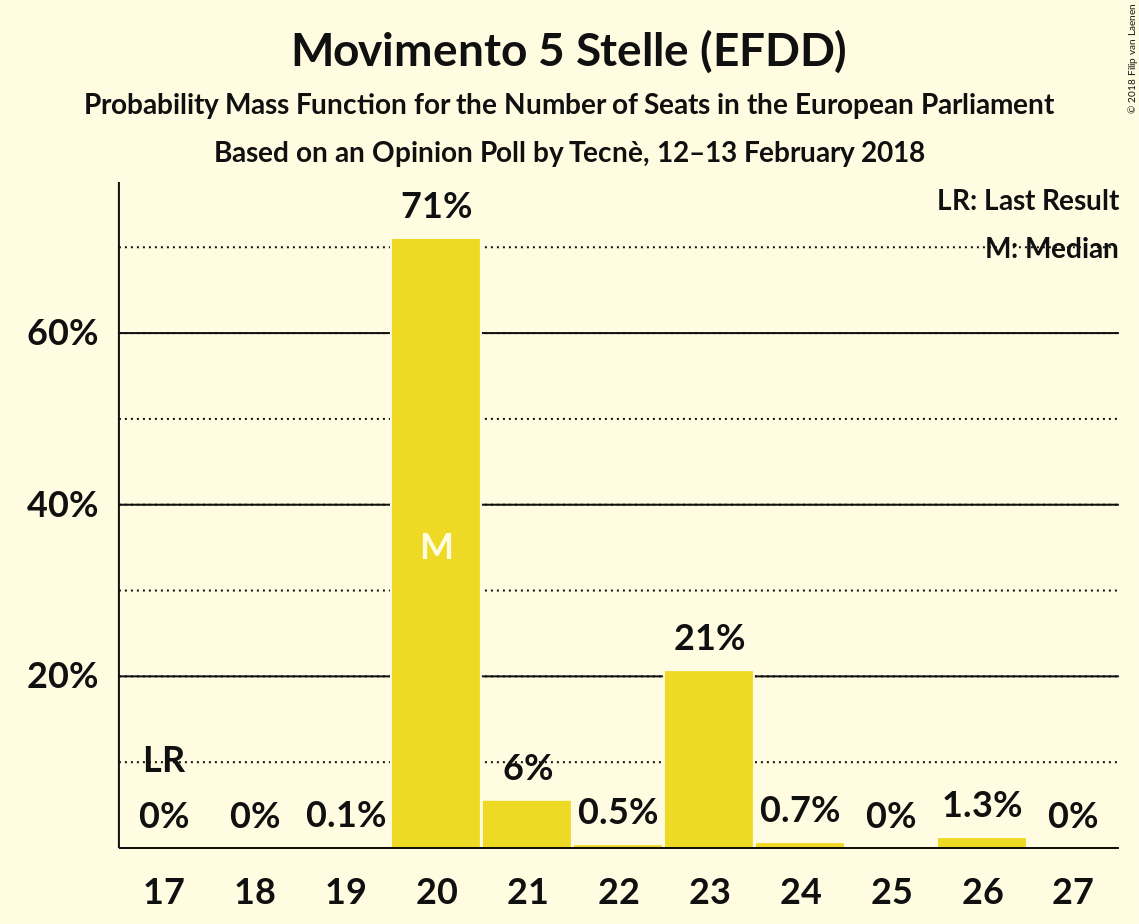 Movimento 5 Stelle (EFDD)
Probability Mass Function for the Number of Seats in the European Parliament
Based on an Opinion Poll by Tecnè, 12–13 February 2018
© 2018 Filip van Laenen
LR: Last Result
M: Median
71%
60%
40%
M
21%
20%
LR
6%
0% 0% 0.1% 0.5% 0.7% 0% 1.3% 0%
17 18 19 20 21 22 23 24 25 26 27